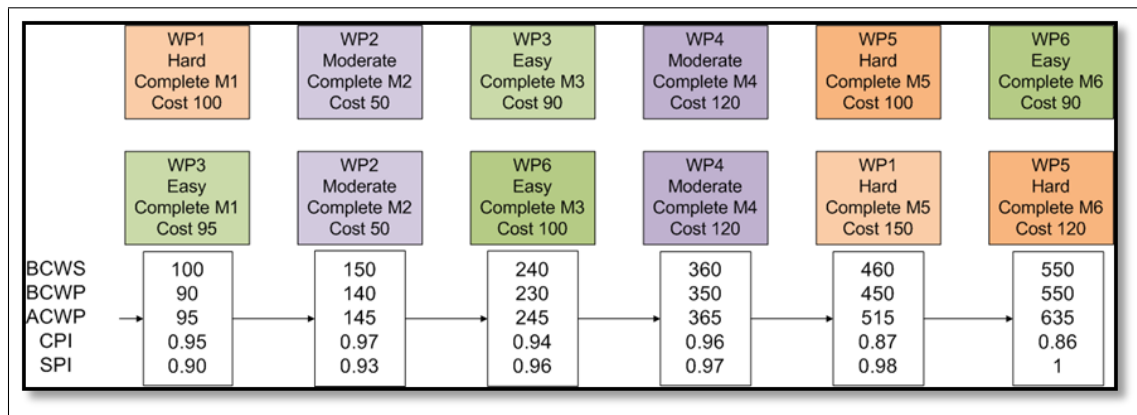 WP1
Hard
Complete M1
Cost 100
WP2
Moderate
Complete M2
Cost 50
WP3
Easy
Complete M3
Cost 90
WP4
Moderate
Complete M4
Cost 120
WP5
Hard
Complete M5
Cost 100
WP6
Easy
Complete M6
Cost 90
WP3
Easy
Complete M1
Cost 95
WP2
Moderate
Complete M2
Cost 50
WP6
Easy
Complete M3
Cost 100
WP4
Moderate
Complete M4
Cost 120
WP1
Hard
Complete M5
Cost 150
WP5
Hard
Complete M6
Cost 120
BCWS 100 150 240 360 460 550
BCWP 90 140 230 350 450 550
ACWP 95 145 245 365 515 635
CPI 0.95 0.97 0.94 0.96 0.87 0.86
SPI 0.90 0.93 0.96 0.97 0.98 1